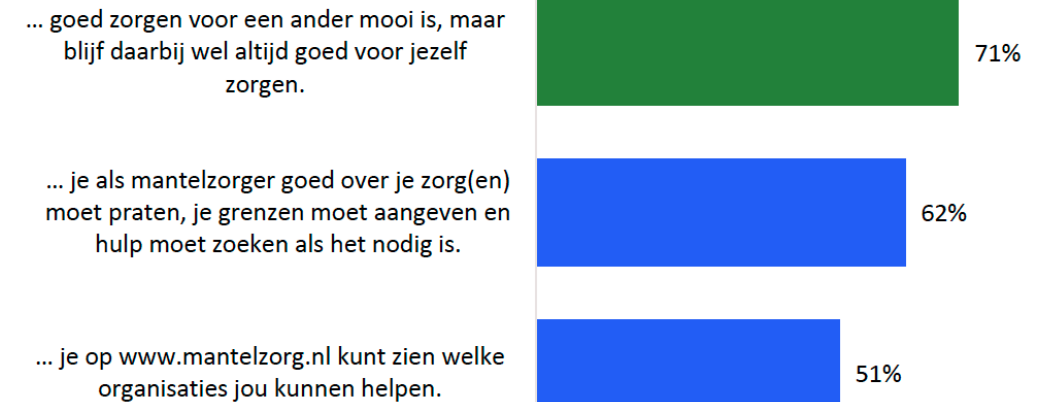 ... goed zorgen voor een ander mooi is, maar
blijf daarbij wel altijd goed voor jezelf
zorgen.
71%
... je als mantelzorger goed over je zorg(en)
moet praten, je grenzen moet aangeven en
hulp moet zoeken als het nodig is.
62%
... je op www.mantelzorg.nl kunt zien welke
organisaties jou kunnen helpen.
51%